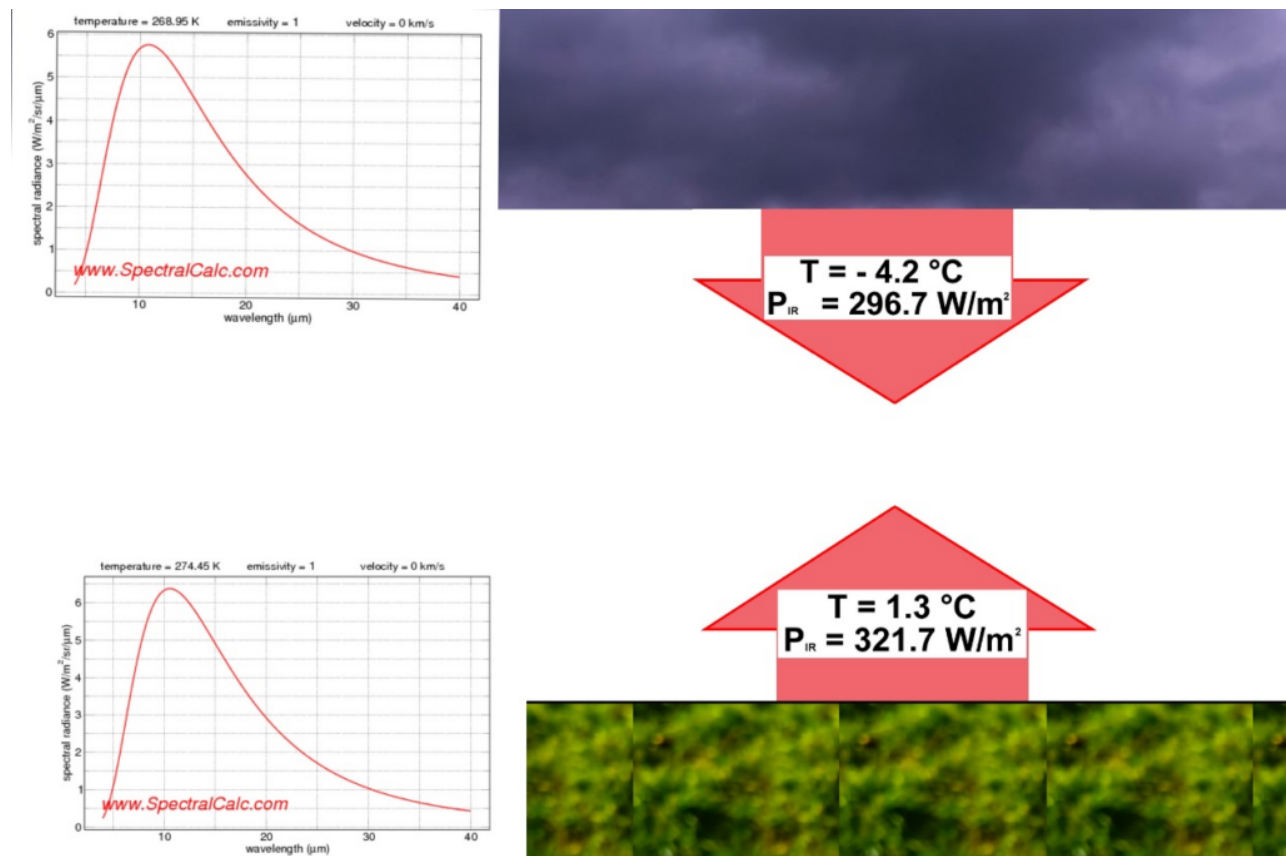 temperature = 268.95 K emissivity = 1 velocity = 0 km/s
6
5
4
3
2
1
0
spectral radiance (W/m²/sr/µm)
www.SpectralCalc.com
10 20 30 40
wavelength (µm)
T = - 4.2 °C
P_IR = 296.7 W/m²
temperature = 274.45 K emissivity = 1 velocity = 0 km/s
6
5
4
3
2
1
0
spectral radiance (W/m²/sr/µm)
www.SpectralCalc.com
10 20 30 40
wavelength (µm)
T = 1.3 °C
P_IR = 321.7 W/m²